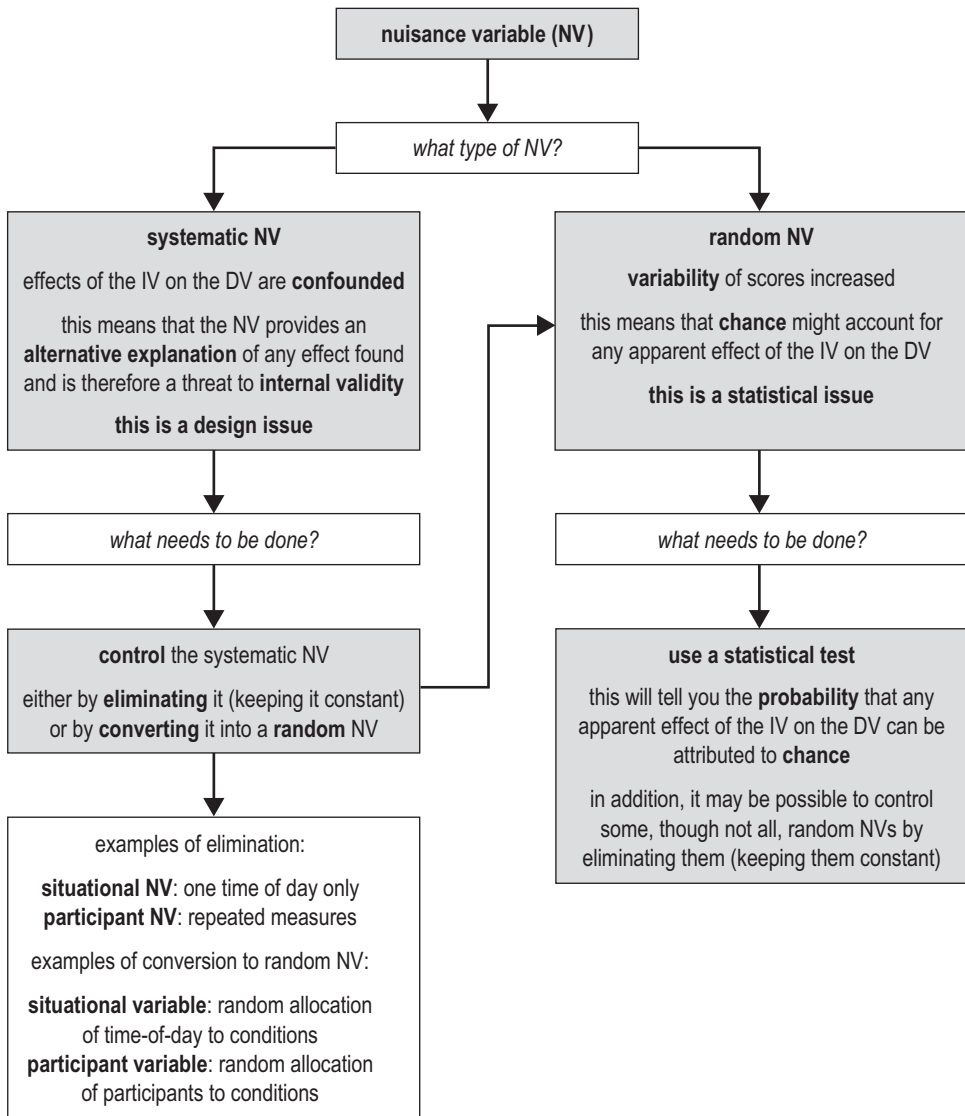 nuisance variable (NV)
what type of NV?
systematic NV
effects of the IV on the DV are confounded
this means that the NV provides an
alternative explanation of any effect found
and is therefore a threat to internal validity
this is a design issue
what needs to be done?
control the systematic NV
either by eliminating it (keeping it constant)
or by converting it into a random NV
examples of elimination:
situational NV: one time of day only
participant NV: repeated measures
examples of conversion to random NV:
situational variable: random allocation
of time-of-day to conditions
participant variable: random allocation
of participants to conditions
random NV
variability of scores increased
this means that chance might account for
any apparent effect of the IV on the DV
this is a statistical issue
what needs to be done?
use a statistical test
this will tell you the probability that any
apparent effect of the IV on the DV can be
attributed to chance
in addition, it may be possible to control
some, though not all, random NVs by
eliminating them (keeping them constant)